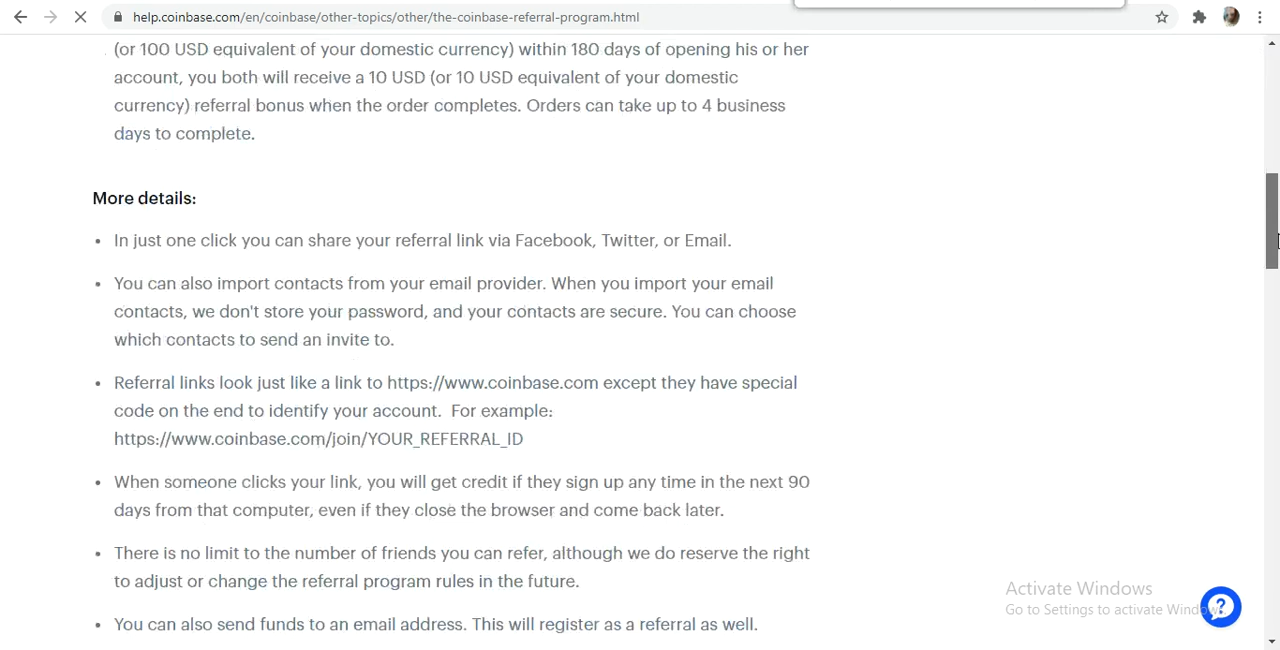 help.coinbase.com/en/coinbase/other-topics/other/the-coinbase-referral-program.html
(or 100 USD equivalent of your domestic currency) within 180 days of opening his or her
account, you both will receive a 10 USD (or 10 USD equivalent of your domestic
currency) referral bonus when the order completes. Orders can take up to 4 business
days to complete.
More details:
• In just one click you can share your referral link via Facebook, Twitter, or Email.
• You can also import contacts from your email provider. When you import your email
contacts, we don't store your password, and your contacts are secure. You can choose
which contacts to send an invite to.
• Referral links look just like a link to https://www.coinbase.com except they have special
code on the end to identify your account.  For example:
https://www.coinbase.com/join/YOUR_REFERRAL_ID
• When someone clicks your link, you will get credit if they sign up any time in the next 90
days from that computer, even if they close the browser and come back later.
• There is no limit to the number of friends you can refer, although we do reserve the right
to adjust or change the referral program rules in the future.
• You can also send funds to an email address. This will register as a referral as well.
Activate Windows
Go to Settings to activate Windows